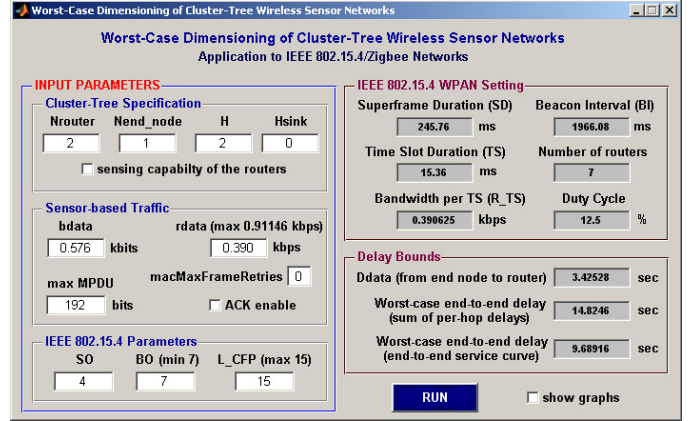 Worst-Case Dimensioning of Cluster-Tree Wireless Sensor Networks
Worst-Case Dimensioning of Cluster-Tree Wireless Sensor Networks
Application to IEEE 802.15.4/Zigbee Networks
INPUT PARAMETERS
Cluster-Tree Specification
Nrouter Nend_node H Hsink
2 1 2 0
sensing capabilty of the routers
Sensor-based Traffic
bdata rdata (max 0.91146 kbps)
0.576 kbits 0.390 kbps
max MPDU macMaxFrameRetries 0
192 bits ACK enable
IEEE 802.15.4 Parameters
SO BO (min 7) L_CFP (max 15)
4 7 15
IEEE 802.15.4 WPAN Setting
Superframe Duration (SD) Beacon Interval (BI)
245.76 ms 1966.08 ms
Time Slot Duration (TS) Number of routers
15.36 ms 7
Bandwidth per TS (R_TS) Duty Cycle
0.390625 kbps 12.5 %
Delay Bounds
Ddata (from end node to router) 3.42528 sec
Worst-case end-to-end delay
(sum of per-hop delays) 14.8246 sec
Worst-case end-to-end delay
(end-to-end service curve) 9.68916 sec
RUN show graphs